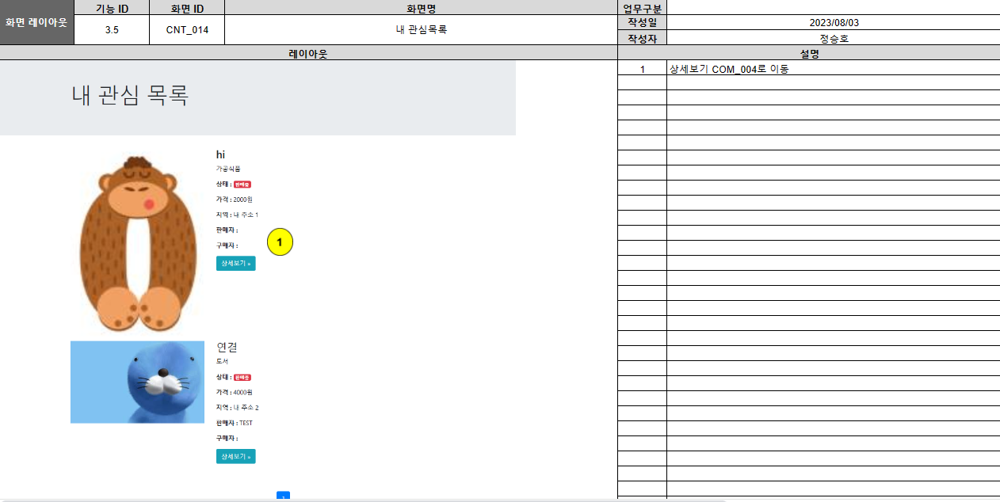 화면 레이아웃
기능 ID
화면 ID
화면명
업무구분
3.5
CNT_014
내 관심목록
작성일
2023/08/03
작성자
정승호
레이아웃
설명
1
상세보기 COM_004로 이동
내 관심 목록
hi
가공식품
상태 : 판매중
가격 : 2000원
지역 : 내 주소 1
판매자 :
구매자 :
1
상세보기 »
연결
도서
상태 : 판매중
가격 : 4000원
지역 : 내 주소 2
판매자 : TEST
구매자 :
상세보기 »
1